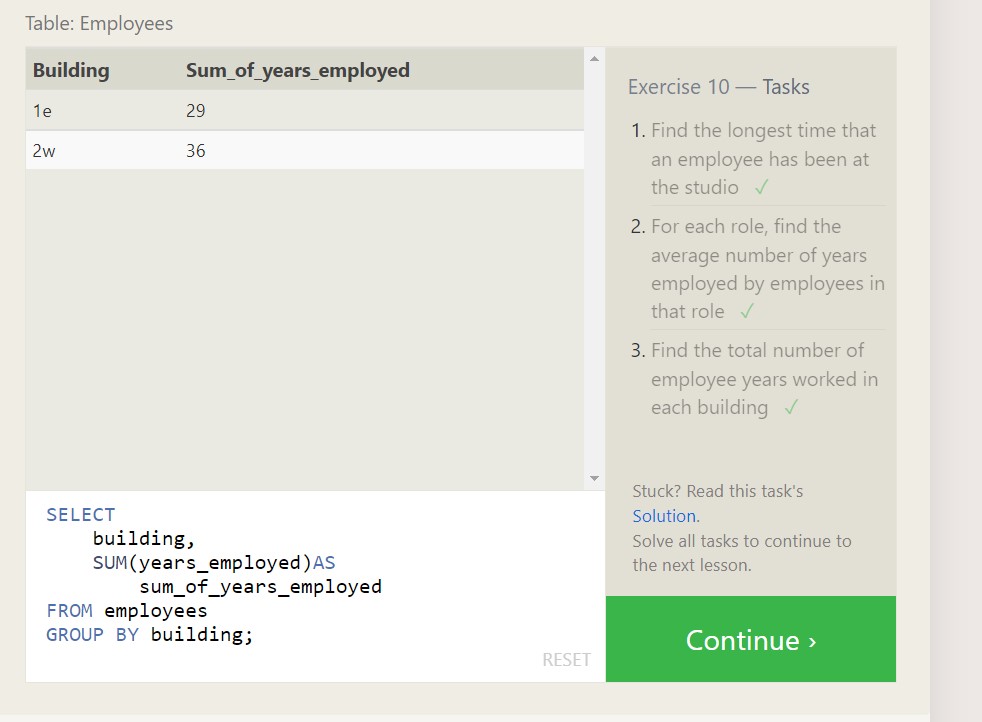 Table: Employees
Building Sum_of_years_employed
1e 29
2w 36
SELECT
building,
SUM(years_employed)AS
sum_of_years_employed
FROM employees
GROUP BY building;
RESET
Exercise 10 — Tasks
1. Find the longest time that
an employee has been at
the studio ✓
2. For each role, find the
average number of years
employed by employees in
that role ✓
3. Find the total number of
employee years worked in
each building ✓
Stuck? Read this task's
Solution.
Solve all tasks to continue to
the next lesson.
Continue ›